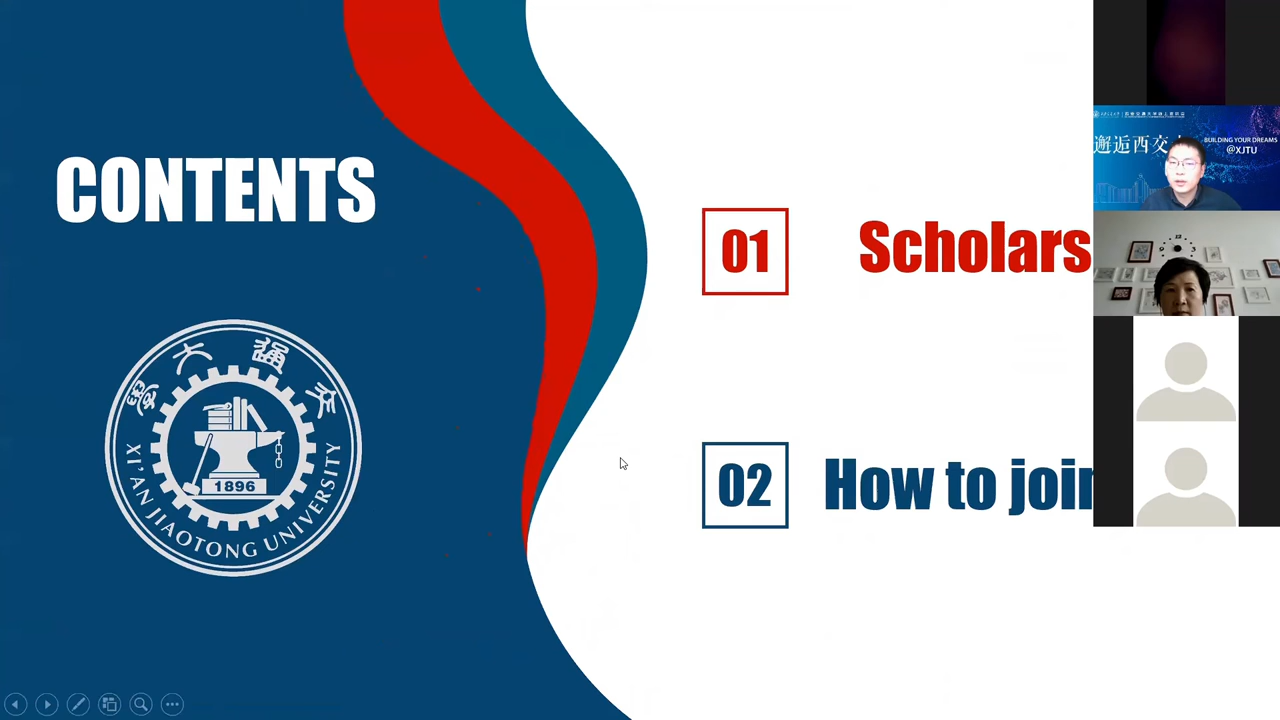 CONTENTS
01
Scholars
02
How to join
邂逅西交大
BUILDING YOUR DREAMS
@XJTU
1896
XI'AN JIAOTONG UNIVERSITY